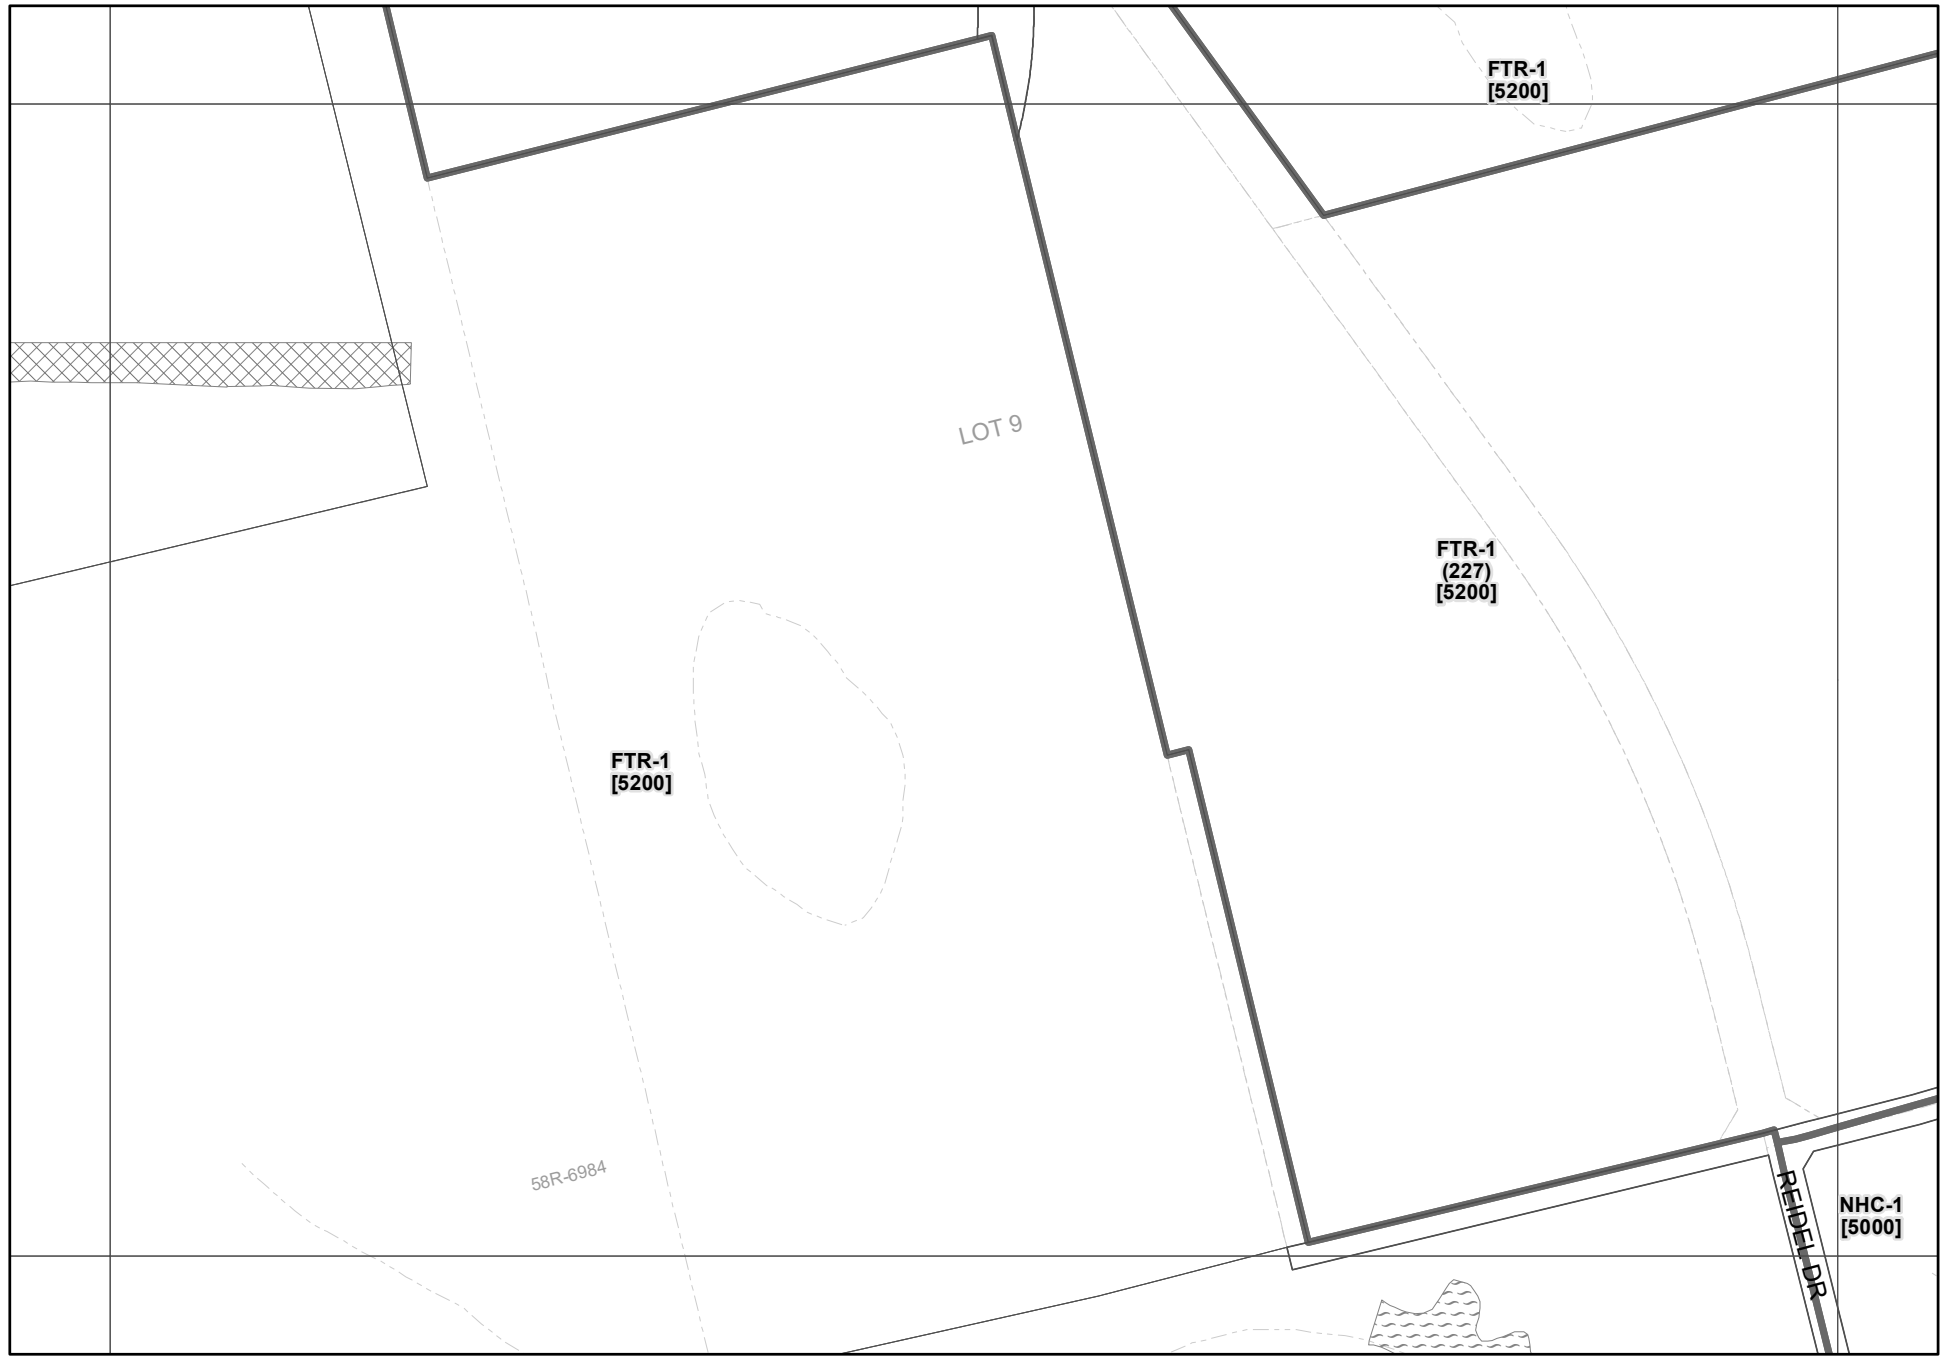 FTR-1
[5200]
LOT 9
FTR-1
(227)
[5200]
FTR-1
[5200]
58R-6984
REIDEL DR
NHC-1
[5000]